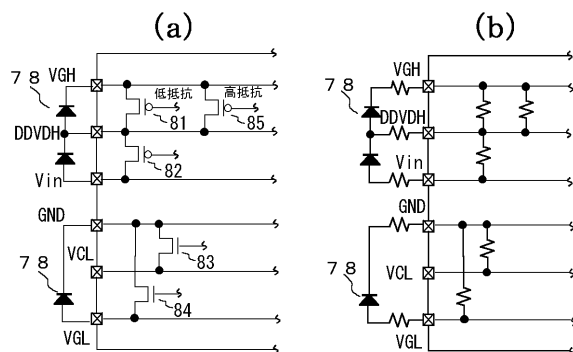 (a)
(b)
VGH
78
低抵抗
高抵抗
81
85
DDVDH
82
Vin
GND
VCL
83
78
84
VGL
VGH
78
DDVDH
Vin
GND
78
VCL
VGL